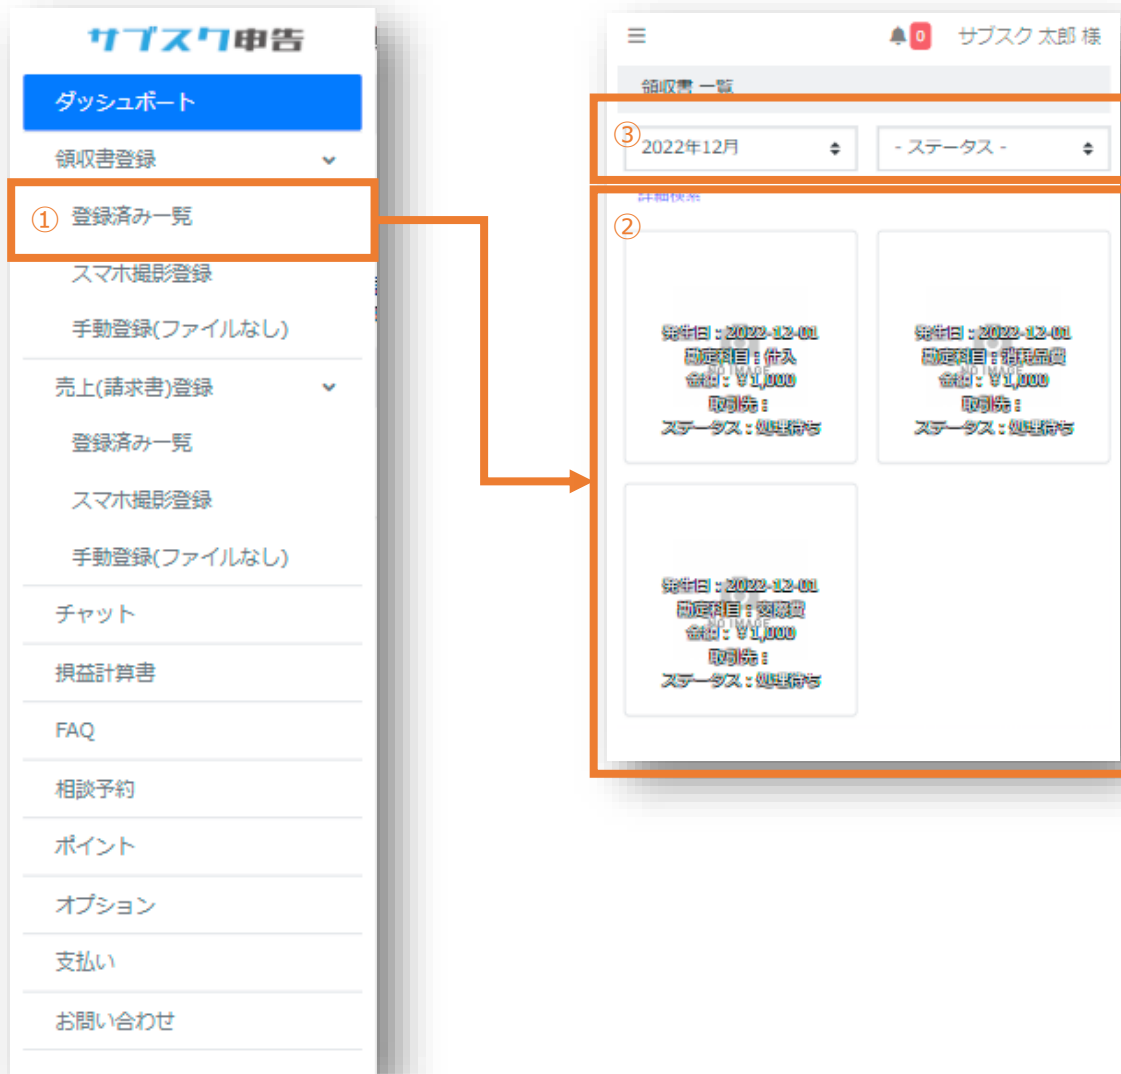 サブスク申告
ダッシュボート
領収書登録
① 登録済み一覧
スマホ撮影登録
手動登録(ファイルなし)
売上(請求書)登録
登録済み一覧
スマホ撮影登録
手動登録(ファイルなし)
チャット
損益計算書
FAQ
相談予約
ポイント
オプション
支払い
お問い合わせ
0 サブスク 太郎 様
領収書 一覧
③
2022年12月 - ステータス -
詳細検索
②
発生日：2022-12-01
勘定科目：仕入
NO IMAGE
金額：￥1,000
取引先：
ステータス：処理待ち
発生日：2022-12-01
勘定科目：消耗品費
NO IMAGE
金額：￥1,000
取引先：
ステータス：処理待ち
発生日：2022-12-01
勘定科目：交際費
NO IMAGE
金額：￥1,000
取引先：
ステータス：処理待ち